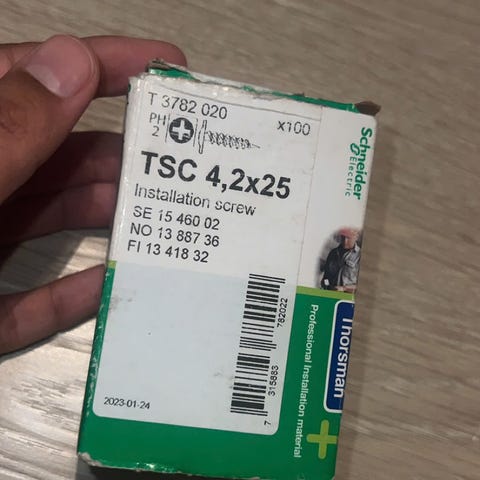 T 3782 020
PH
2
x100
TSC 4,2x25
Installation screw
SE 15 460 02
NO 13 887 36
FI 13 418 32
2023-01-24
7 315883 782022
Schneider
Electric
Thorsman
Professional installation material